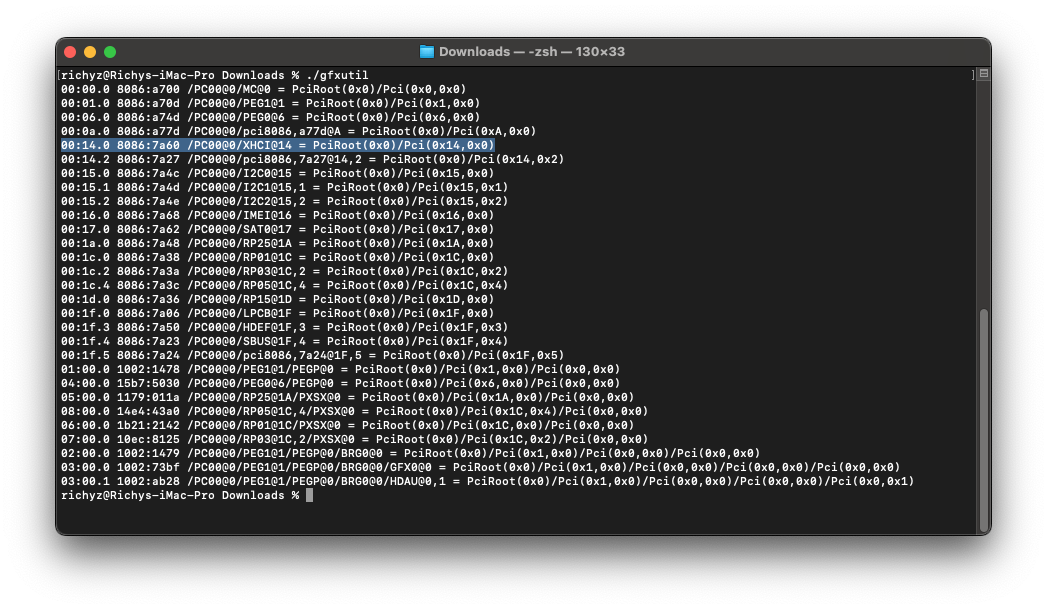 Downloads — -zsh — 130×33
[richyz@Richys-iMac-Pro Downloads % ./gfxutil ]
00:00.0 8086:a700 /PC00@0/MC@0 = PciRoot(0x0)/Pci(0x0,0x0)
00:01.0 8086:a70d /PC00@0/PEG1@1 = PciRoot(0x0)/Pci(0x1,0x0)
00:06.0 8086:a74d /PC00@0/PEG0@6 = PciRoot(0x0)/Pci(0x6,0x0)
00:0a.0 8086:a77d /PC00@0/pci8086,a77d@A = PciRoot(0x0)/Pci(0xA,0x0)
00:14.0 8086:7a60 /PC00@0/XHCI@14 = PciRoot(0x0)/Pci(0x14,0x0)
00:14.2 8086:7a27 /PC00@0/pci8086,7a27@14,2 = PciRoot(0x0)/Pci(0x14,0x2)
00:15.0 8086:7a4c /PC00@0/I2C0@15 = PciRoot(0x0)/Pci(0x15,0x0)
00:15.1 8086:7a4d /PC00@0/I2C1@15,1 = PciRoot(0x0)/Pci(0x15,0x1)
00:15.2 8086:7a4e /PC00@0/I2C2@15,2 = PciRoot(0x0)/Pci(0x15,0x2)
00:16.0 8086:7a68 /PC00@0/IMEI@16 = PciRoot(0x0)/Pci(0x16,0x0)
00:17.0 8086:7a62 /PC00@0/SAT0@17 = PciRoot(0x0)/Pci(0x17,0x0)
00:1a.0 8086:7a48 /PC00@0/RP25@1A = PciRoot(0x0)/Pci(0x1A,0x0)
00:1c.0 8086:7a38 /PC00@0/RP01@1C = PciRoot(0x0)/Pci(0x1C,0x0)
00:1c.2 8086:7a3a /PC00@0/RP03@1C,2 = PciRoot(0x0)/Pci(0x1C,0x2)
00:1c.4 8086:7a3c /PC00@0/RP05@1C,4 = PciRoot(0x0)/Pci(0x1C,0x4)
00:1d.0 8086:7a36 /PC00@0/RP15@1D = PciRoot(0x0)/Pci(0x1D,0x0)
00:1f.0 8086:7a06 /PC00@0/LPCB@1F = PciRoot(0x0)/Pci(0x1F,0x0)
00:1f.3 8086:7a50 /PC00@0/HDEF@1F,3 = PciRoot(0x0)/Pci(0x1F,0x3)
00:1f.4 8086:7a23 /PC00@0/SBUS@1F,4 = PciRoot(0x0)/Pci(0x1F,0x4)
00:1f.5 8086:7a24 /PC00@0/pci8086,7a24@1F,5 = PciRoot(0x0)/Pci(0x1F,0x5)
01:00.0 1002:1478 /PC00@0/PEG1@1/PEGP@0 = PciRoot(0x0)/Pci(0x1,0x0)/Pci(0x0,0x0)
04:00.0 15b7:5030 /PC00@0/PEG0@6/PEGP@0 = PciRoot(0x0)/Pci(0x6,0x0)/Pci(0x0,0x0)
05:00.0 1179:011a /PC00@0/RP25@1A/PXSX@0 = PciRoot(0x0)/Pci(0x1A,0x0)/Pci(0x0,0x0)
08:00.0 14e4:43a0 /PC00@0/RP05@1C,4/PXSX@0 = PciRoot(0x0)/Pci(0x1C,0x4)/Pci(0x0,0x0)
06:00.0 1b21:2142 /PC00@0/RP01@1C/PXSX@0 = PciRoot(0x0)/Pci(0x1C,0x0)/Pci(0x0,0x0)
07:00.0 10ec:8125 /PC00@0/RP03@1C,2/PXSX@0 = PciRoot(0x0)/Pci(0x1C,0x2)/Pci(0x0,0x0)
02:00.0 1002:1479 /PC00@0/PEG1@1/PEGP@0/BRG0@0 = PciRoot(0x0)/Pci(0x1,0x0)/Pci(0x0,0x0)/Pci(0x0,0x0)
03:00.0 1002:73bf /PC00@0/PEG1@1/PEGP@0/BRG0@0/GFX0@0 = PciRoot(0x0)/Pci(0x1,0x0)/Pci(0x0,0x0)/Pci(0x0,0x0)/Pci(0x0,0x0)
03:00.1 1002:ab28 /PC00@0/PEG1@1/PEGP@0/BRG0@0/HDAU@0,1 = PciRoot(0x0)/Pci(0x1,0x0)/Pci(0x0,0x0)/Pci(0x0,0x0)/Pci(0x0,0x1)
richyz@Richys-iMac-Pro Downloads %